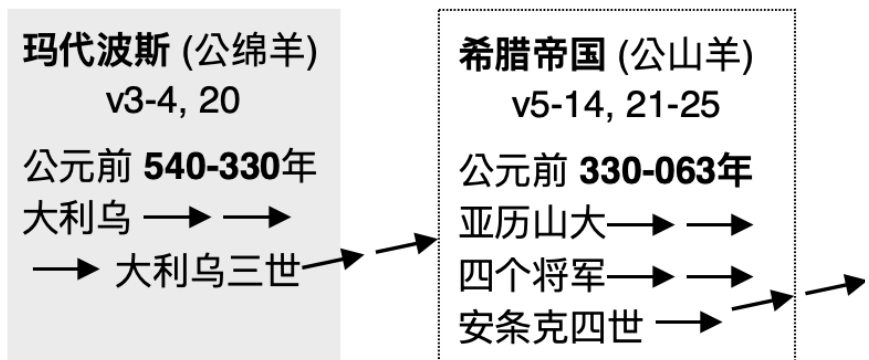 玛代波斯 (公绵羊)
v3-4, 20
公元前 540-330年
大利乌
大利乌三世
希腊帝国 (公山羊)
v5-14, 21-25
公元前 330-063年
亚历山大
四个将军
安条克四世